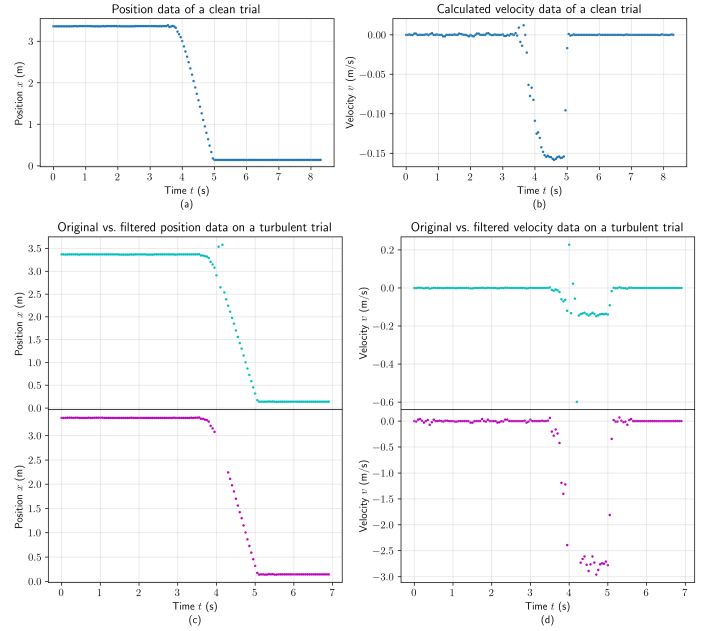 Position data of a clean trial
Calculated velocity data of a clean trial
Position x (m)
3
2
1
0
0 1 2 3 4 5 6 7 8
Time t (s)
(a)
Velocity v (m/s)
0.00
−0.05
−0.10
−0.15
0 1 2 3 4 5 6 7 8
Time t (s)
(b)
Original vs. filtered position data on a turbulent trial
Original vs. filtered velocity data on a turbulent trial
Position x (m)
3.5
3.0
2.5
2.0
1.5
1.0
0.5
0.0
Position x (m)
3.0
2.5
2.0
1.5
1.0
0.5
0.0
0 1 2 3 4 5 6 7
Time t (s)
(c)
Velocity v (m/s)
0.2
0.0
−0.2
−0.4
−0.6
Velocity v (m/s)
0.0
−0.5
−1.0
−1.5
−2.0
−2.5
−3.0
0 1 2 3 4 5 6 7
Time t (s)
(d)